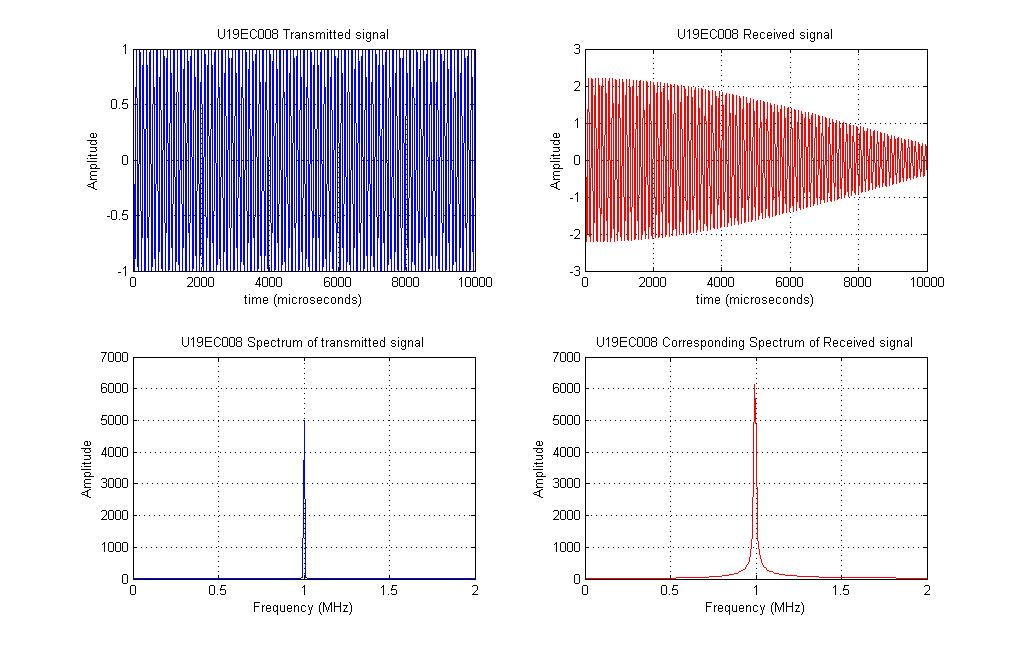 U19EC008 Transmitted signal
1
0.5
0
-0.5
-1
Amplitude
0 2000 4000 6000 8000 10000
time (microseconds)
U19EC008 Received signal
3
2
1
0
-1
-2
-3
Amplitude
0 2000 4000 6000 8000 10000
time (microseconds)
U19EC008 Spectrum of transmitted signal
7000
6000
5000
4000
3000
2000
1000
0
Amplitude
0 0.5 1 1.5 2
Frequency (MHz)
U19EC008 Corresponding Spectrum of Received signal
7000
6000
5000
4000
3000
2000
1000
0
Amplitude
0 0.5 1 1.5 2
Frequency (MHz)